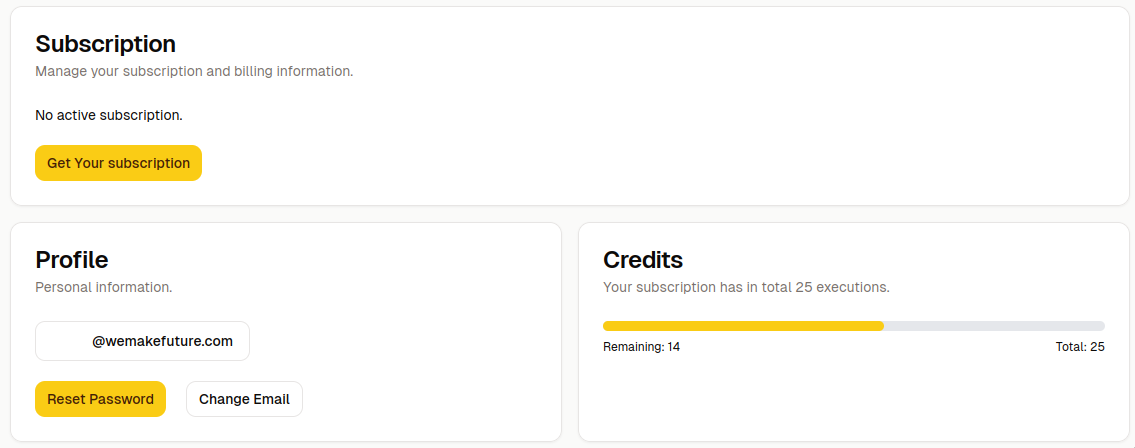 Subscription
Manage your subscription and billing information.
No active subscription.
Get Your subscription
Profile
Personal information.
@wemakefuture.com
Reset Password
Change Email
Credits
Your subscription has in total 25 executions.
Remaining: 14
Total: 25